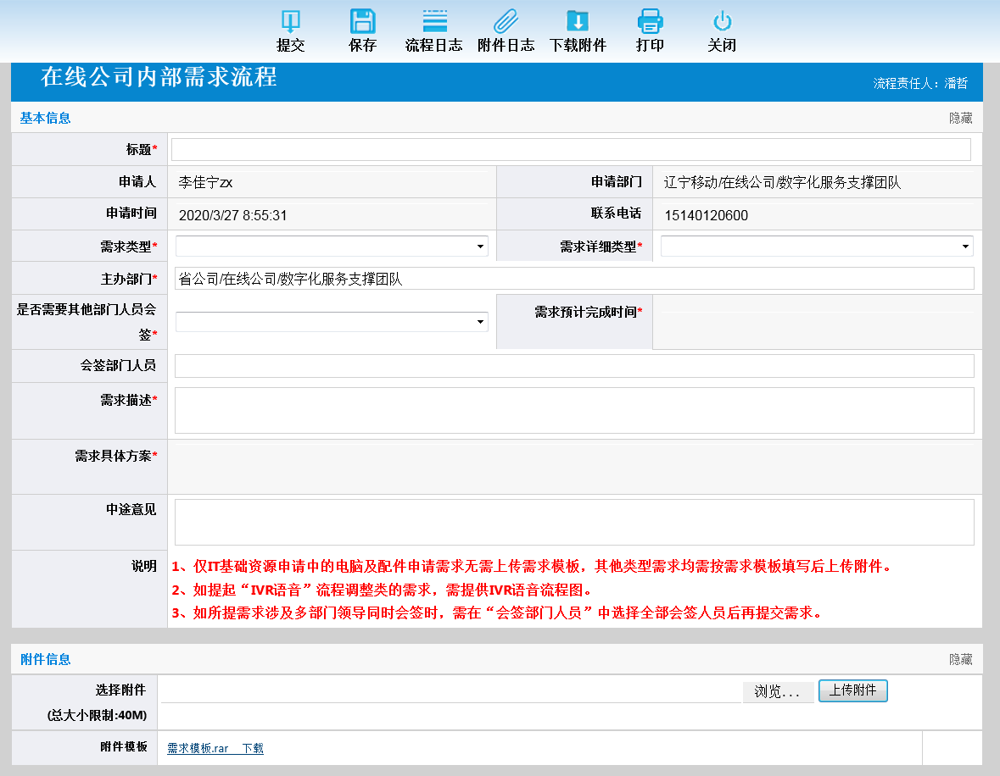 提交 保存 流程日志 附件日志 下载附件 打印 关闭
在线公司内部需求流程
流程责任人：潘哲
基本信息 隐藏
标题*
申请人 李佳宁zx 申请部门 辽宁移动/在线公司/数字化服务支撑团队
申请时间 2020/3/27 8:55:31 联系电话 15140120600
需求类型* 需求详细类型*
主办部门* 省公司/在线公司/数字化服务支撑团队
是否需要其他部门人员会
签*
需求预计完成时间*
会签部门人员
需求描述*
需求具体方案*
中途意见
说明 1、仅IT基础资源申请中的电脑及配件申请需求无需上传需求模板，其他类型需求均需按需求模板填写后上传附件。
2、如提起“IVR语音”流程调整类的需求，需提供IVR语音流程图。
3、如所提需求涉及多部门领导同时会签时，需在“会签部门人员”中选择全部会签人员后再提交需求。
附件信息 隐藏
选择附件 浏览... 上传附件
(总大小限制:40M)
附件模板 需求模板.rar 下载